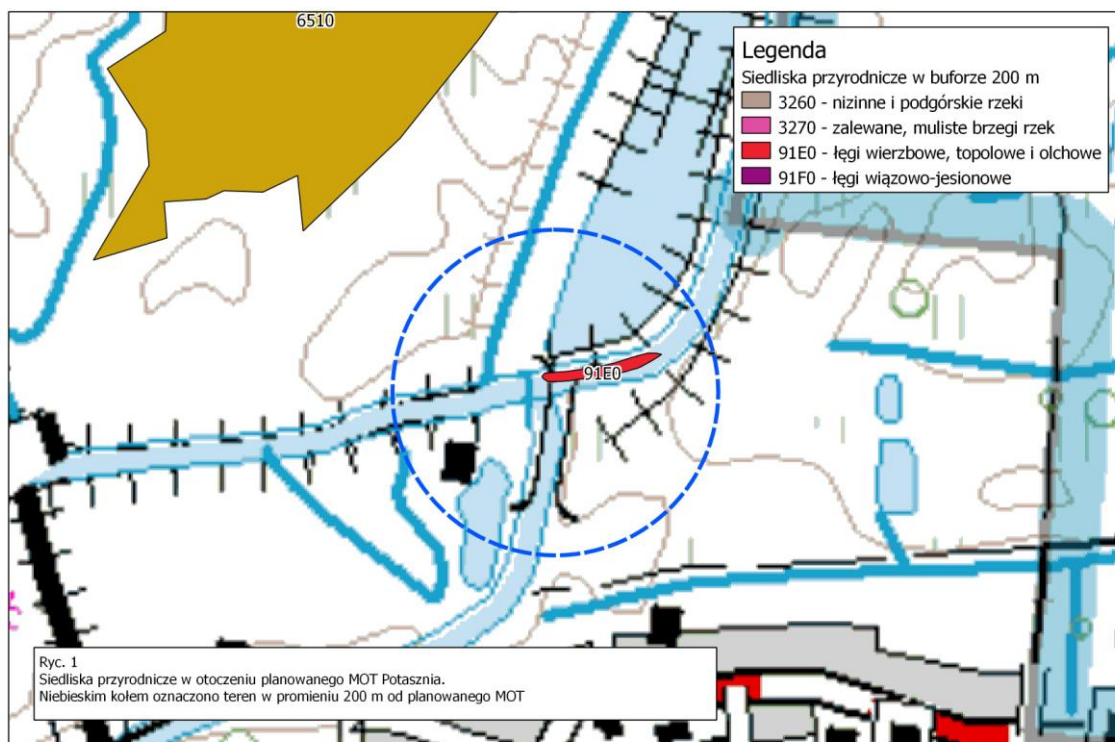 6510
Legenda
Siedliska przyrodnicze w buforze 200 m
3260 - nizinne i podgórskie rzeki
3270 - zalewane, muliste brzegi rzek
91E0 - łęgi wierzbowe, topolowe i olchowe
91F0 - łęgi wiązowo-jesionowe
91E0
Ryc. 1
Siedliska przyrodnicze w otoczeniu planowanego MOT Potasznia.
Niebieskim kołem oznaczono teren w promieniu 200 m od planowanego MOT